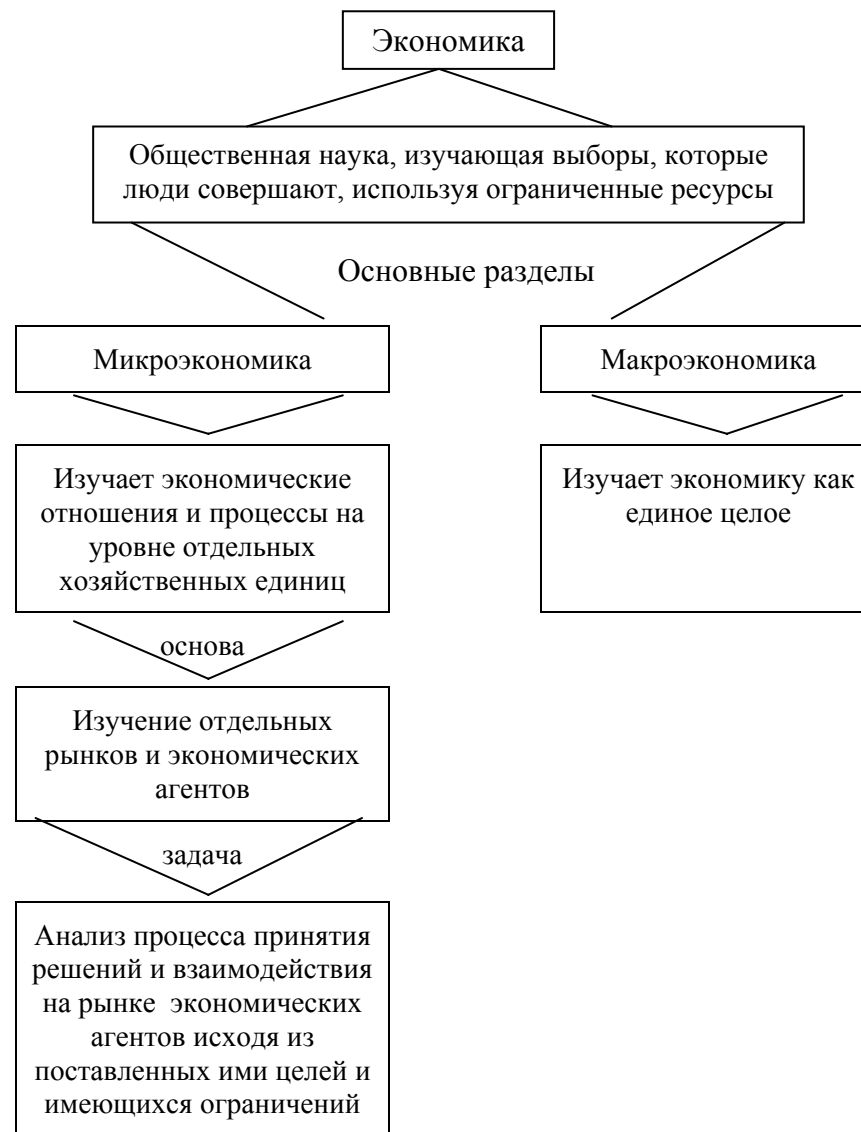 Экономика
Общественная наука, изучающая выборы, которые
люди совершают, используя ограниченные ресурсы
Основные разделы
Микроэкономика
Макроэкономика
Изучает экономические
отношения и процессы на
уровне отдельных
хозяйственных единиц
Изучает экономику как
единое целое
основа
Изучение отдельных
рынков и экономических
агентов
задача
Анализ процесса принятия
решений и взаимодействия
на рынке экономических
агентов исходя из
поставленных ими целей и
имеющихся ограничений